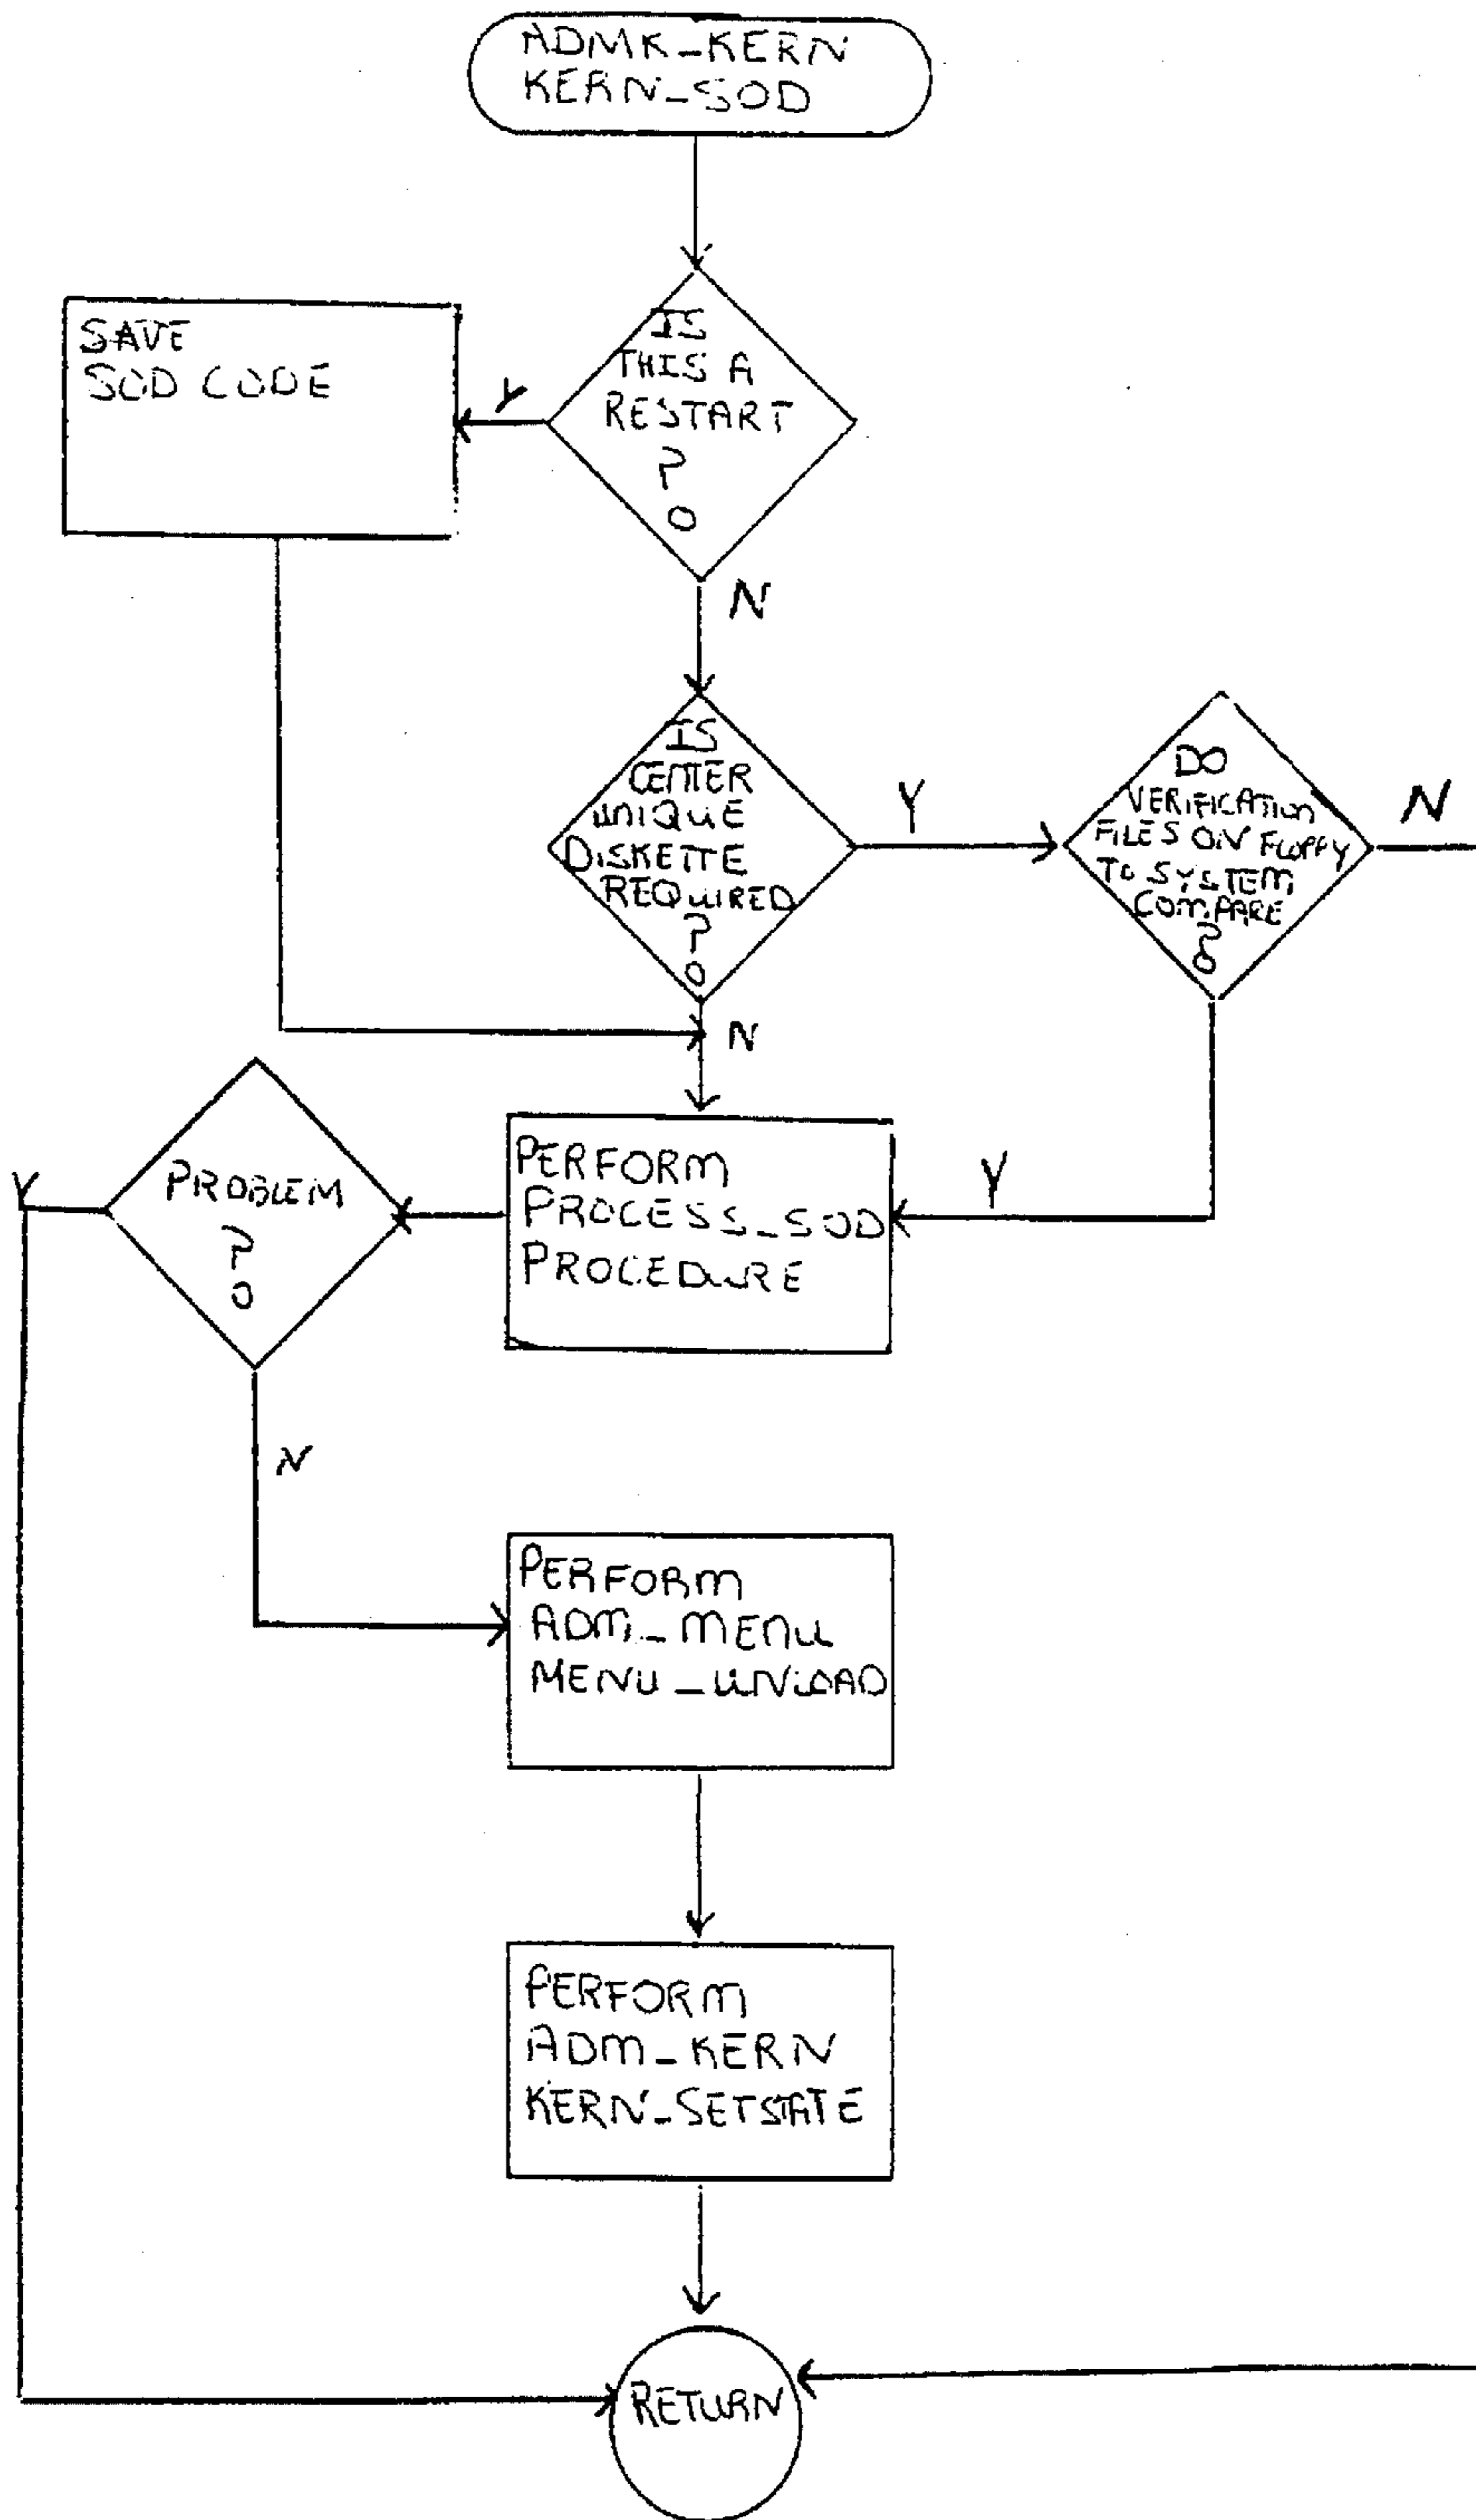 ADMK_KERN
KERN_SOD
IS
THIS A
RESTART
?
Y
SAVE
SOD CODE
N
IS
CENTER
UNIQUE
DISKETTE
REQUIRED
?
Y
DO
VERIFICATION
FILES ON FLOPPY
TO SYSTEM
COMPARE
?
N
N
Y
PERFORM
PROCESS_SOD
PROCEDURE
PROBLEM
?
Y
N
PERFORM
ADM_MENU
MENU_UNLOAD
PERFORM
ADM_KERN
KERN_SETSTATE
RETURN